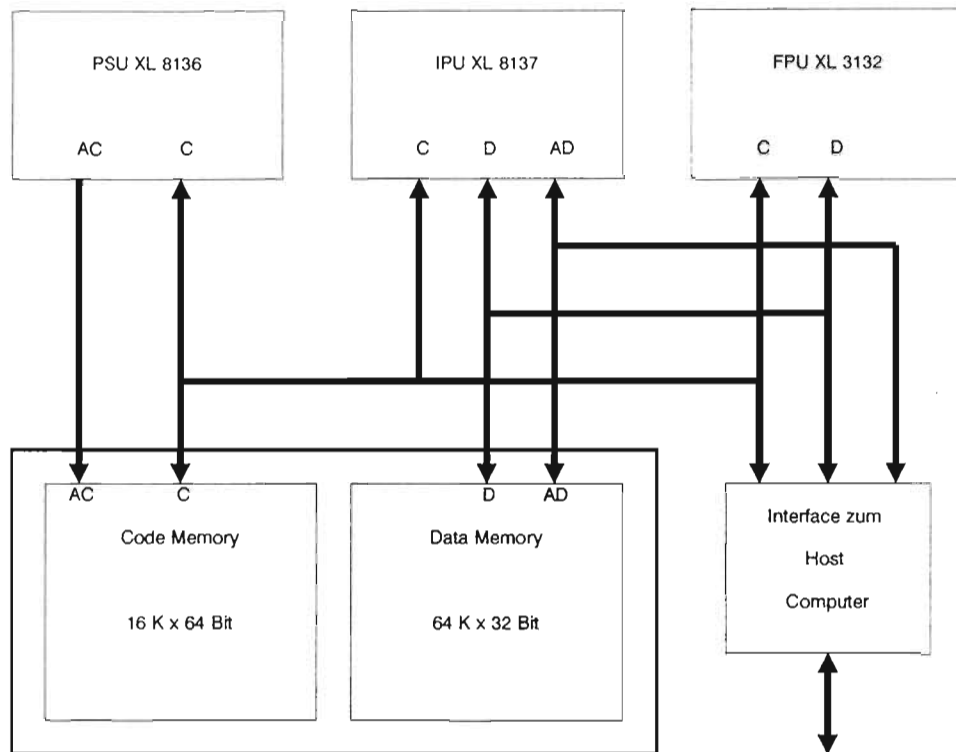 PSU XL 8136
AC C
IPU XL 8137
C D AD
FPU XL 3132
C D
AC C
Code Memory
16 K x 64 Bit
D AD
Data Memory
64 K x 32 Bit
Interface zum
Host
Computer